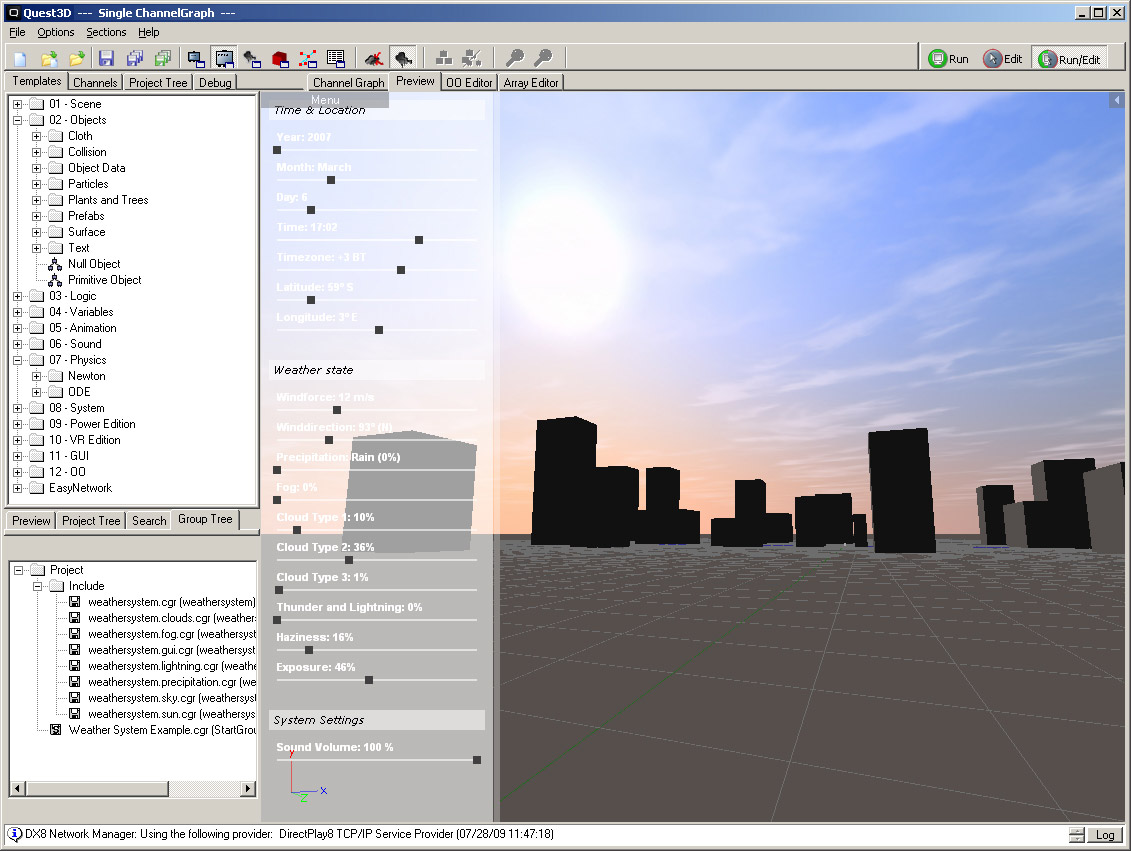 Quest3D --- Single ChannelGraph ---
File Options Sections Help
Run Edit Run/Edit
Templates Channels Project Tree Debug Channel Graph Preview OO Editor Array Editor
01 - Scene
02 - Objects
Cloth
Collision
Object Data
Particles
Plants and Trees
Prefabs
Surface
Text
Null Object
Primitive Object
03 - Logic
04 - Variables
05 - Animation
06 - Sound
07 - Physics
Newton
ODE
08 - System
09 - Power Edition
10 - VR Edition
11 - GUI
12 - OO
EasyNetwork
Preview Project Tree Search Group Tree
Project
Include
weathersystem.cgr (weathersystem)
weathersystem.clouds.cgr (weather:
weathersystem.fog.cgr (weathersyst
weathersystem.gui.cgr (weathersyst
weathersystem.lightning.cgr (weathe
weathersystem.precipitation.cgr (we
weathersystem.sky.cgr (weathersyst
weathersystem.sun.cgr (weathersys
Weather System Example.cgr (StartGrou
Menu
Time & Location
Year: 2007
Month: March
Day: 6
Time: 17:02
Timezone: +3 BT
Latitude: 59° S
Longitude: 3° E
Weather state
Windforce: 12 m/s
Winddirection: 93° (N)
Precipitation: Rain (0%)
Fog: 0%
Cloud Type 1: 10%
Cloud Type 2: 36%
Cloud Type 3: 1%
Thunder and Lightning: 0%
Haziness: 16%
Exposure: 46%
System Settings
Sound Volume: 100 %
Y
X
Z
DX8 Network Manager: Using the following provider: DirectPlay8 TCP/IP Service Provider (07/28/09 11:47:18)
Log